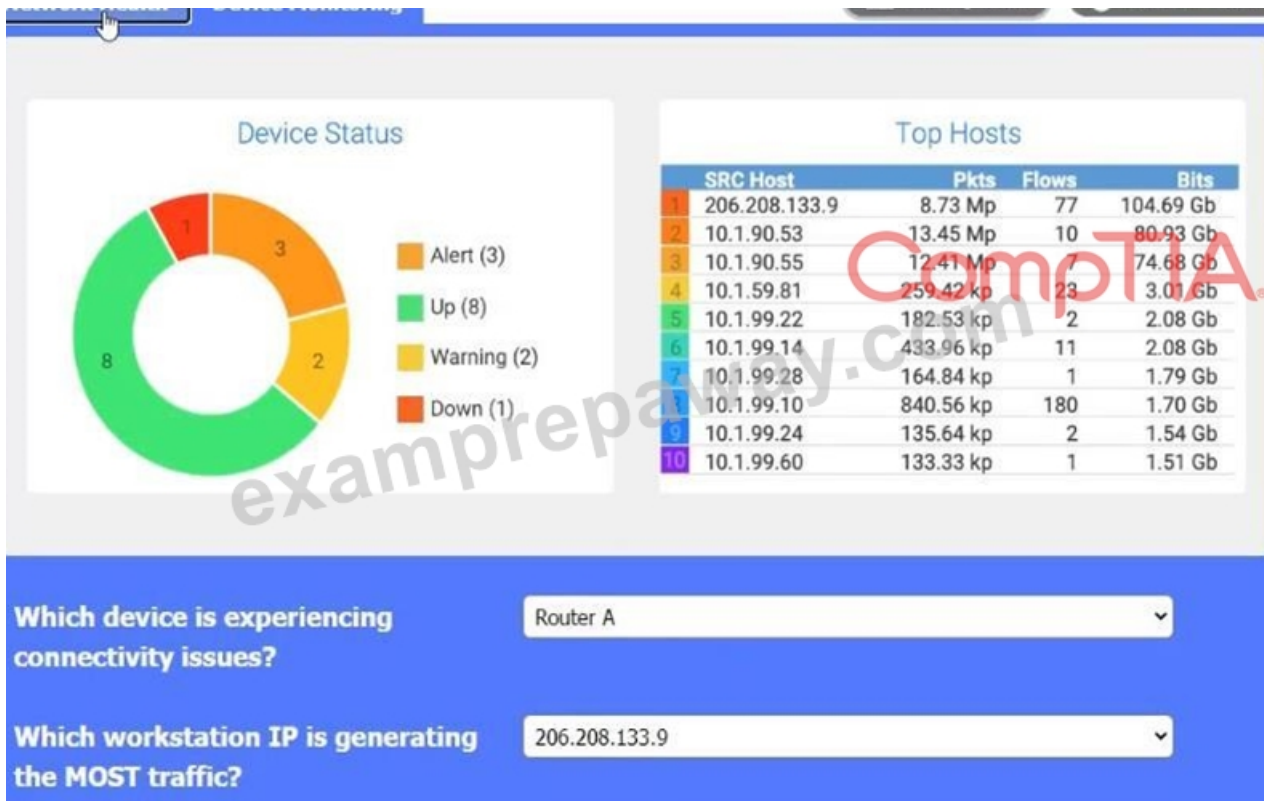 Device Monitoring
Device Status
1
3
8
2
Alert (3)
Up (8)
Warning (2)
Down (1)
Top Hosts
SRC Host Pkts Flows Bits
1 206.208.133.9 8.73 Mp 77 104.69 Gb
2 10.1.90.53 13.45 Mp 10 80.93 Gb
3 10.1.90.55 12.41 Mp 7 74.68 Gb
4 10.1.59.81 259.42 kp 23 3.01 Gb
5 10.1.99.22 182.53 kp 2 2.08 Gb
6 10.1.99.14 433.96 kp 11 2.08 Gb
7 10.1.99.28 164.84 kp 1 1.79 Gb
8 10.1.99.10 840.56 kp 180 1.70 Gb
9 10.1.99.24 135.64 kp 2 1.54 Gb
10 10.1.99.60 133.33 kp 1 1.51 Gb
CompTIA
examprepaway.com
Which device is experiencing
connectivity issues?
Router A
Which workstation IP is generating
the MOST traffic?
206.208.133.9